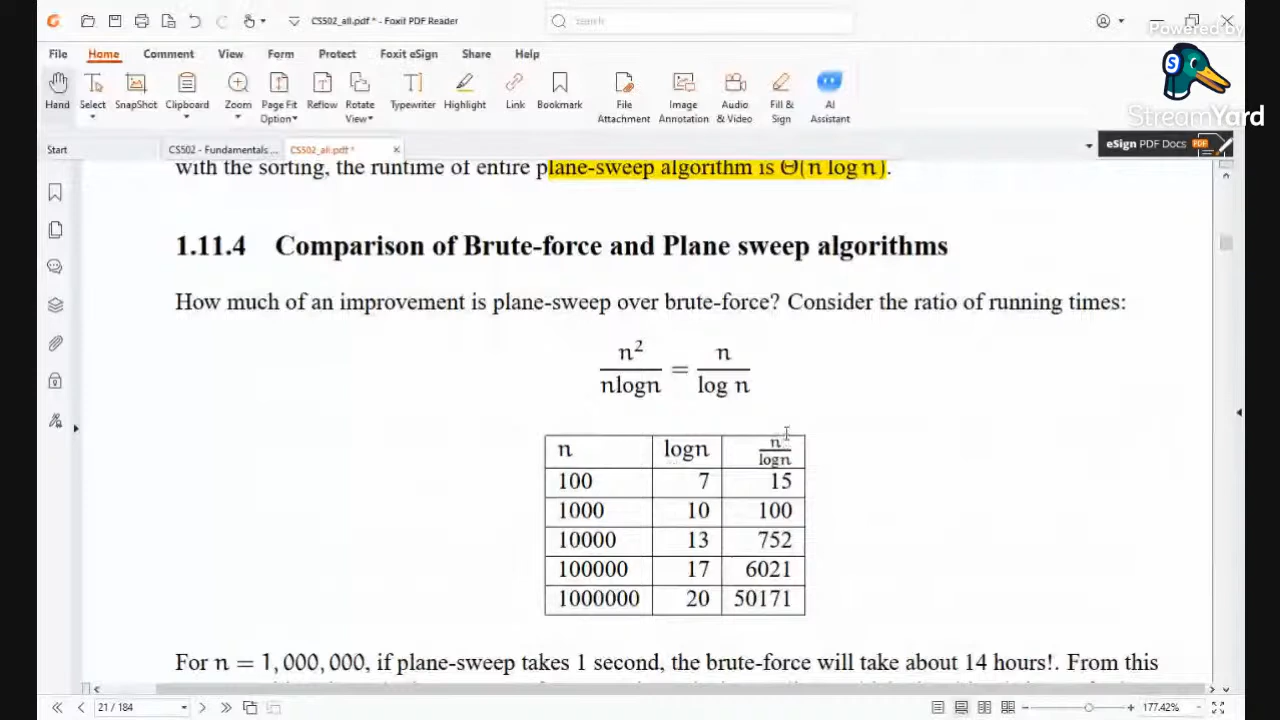 CS502_all.pdf * - Foxit PDF Reader
search
Powered by
StreamYard
File Home Comment View Form Protect Foxit eSign Share Help
Hand Select SnapShot Clipboard Zoom Page Fit Option Reflow Rotate View Typewriter Highlight Link Bookmark File Attachment Image Annotation Audio & Video Fill & Sign AI Assistant
Start CS502 - Fundamentals ... CS502_all.pdf * eSign PDF Docs
with the sorting, the runtime of entire plane-sweep algorithm is Θ(n log n).
1.11.4 Comparison of Brute-force and Plane sweep algorithms
How much of an improvement is plane-sweep over brute-force? Consider the ratio of running times:
n²/nlogn = n/log n
n logn n/logn
100 7 15
1000 10 100
10000 13 752
100000 17 6021
1000000 20 50171
For n = 1,000,000, if plane-sweep takes 1 second, the brute-force will take about 14 hours!. From this
21 / 184 177.42%